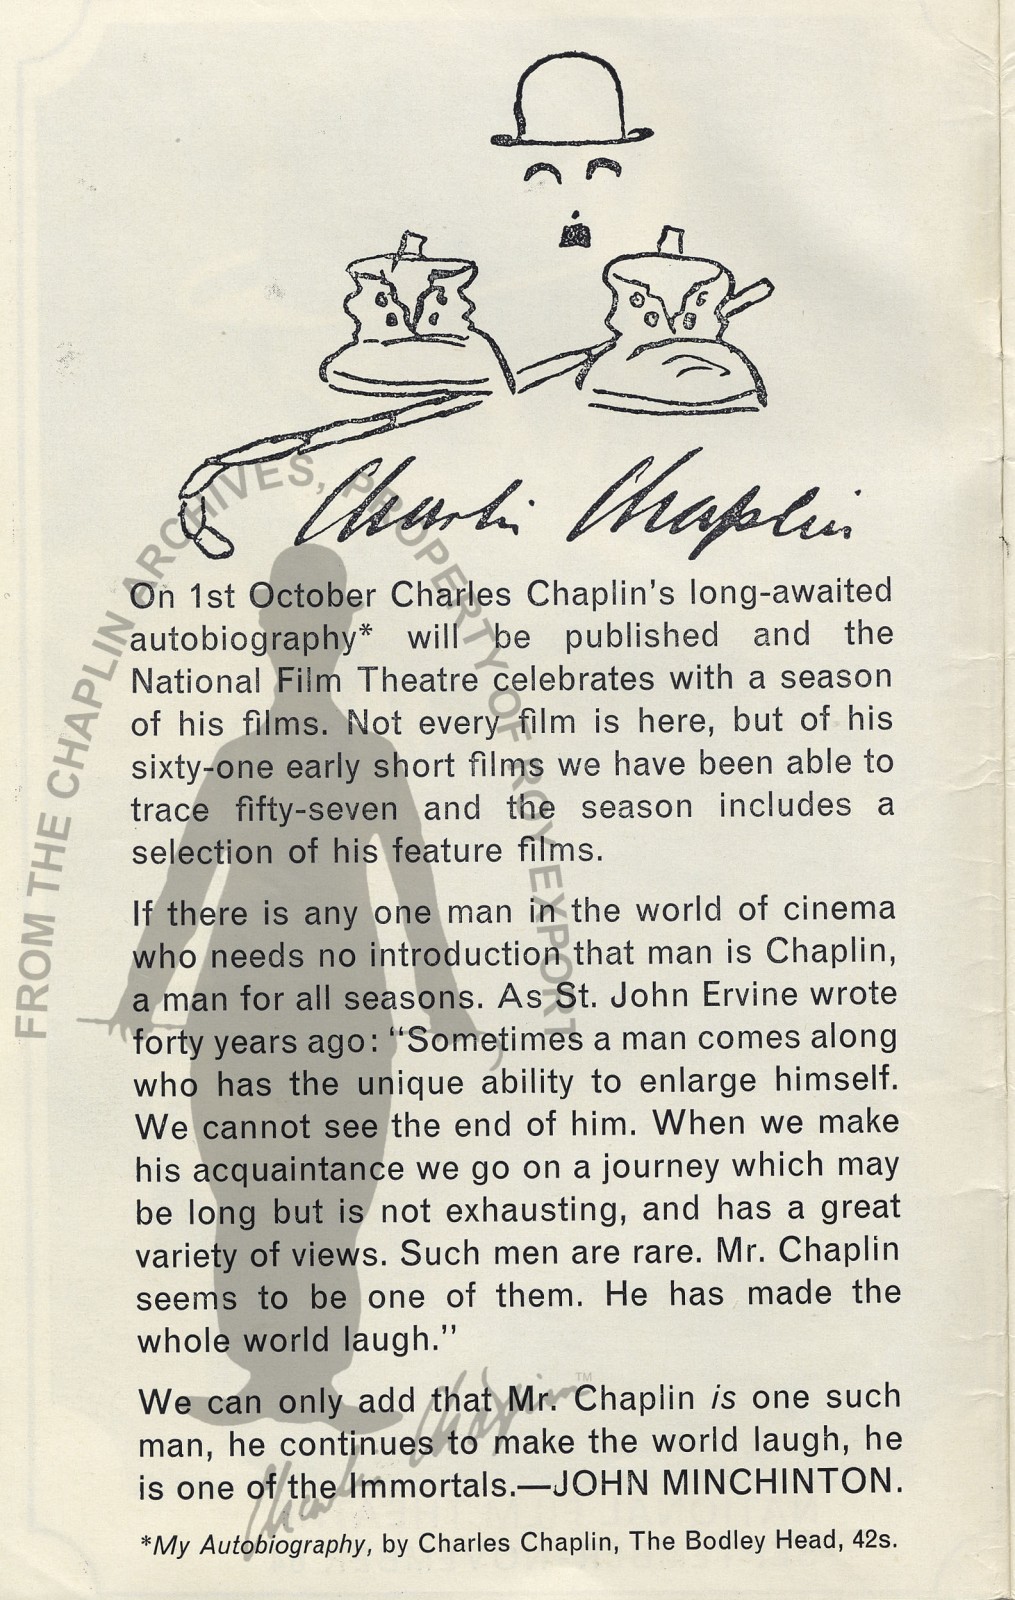 Charlie Chaplin
On 1st October Charles Chaplin's long-awaited
autobiography* will be published and the
National Film Theatre celebrates with a season
of his films. Not every film is here, but of his
sixty-one early short films we have been able to
trace fifty-seven and the season includes a
selection of his feature films.
If there is any one man in the world of cinema
who needs no introduction that man is Chaplin,
a man for all seasons. As St. John Ervine wrote
forty years ago: "Sometimes a man comes along
who has the unique ability to enlarge himself.
We cannot see the end of him. When we make
his acquaintance we go on a journey which may
be long but is not exhausting, and has a great
variety of views. Such men are rare. Mr. Chaplin
seems to be one of them. He has made the
whole world laugh."
We can only add that Mr. Chaplin is one such
man, he continues to make the world laugh, he
is one of the Immortals.—JOHN MINCHINTON.
*My Autobiography, by Charles Chaplin, The Bodley Head, 42s.
FROM THE CHAPLIN ARCHIVES, PROPERTY OF ROY EXPORT
Charlie Chaplin™